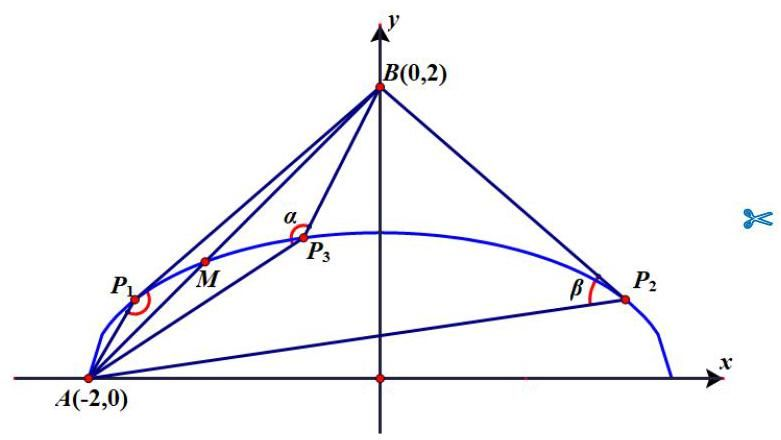 y
B(0,2)
α
P₃
P₁
M
β
P₂
x
A(-2,0)